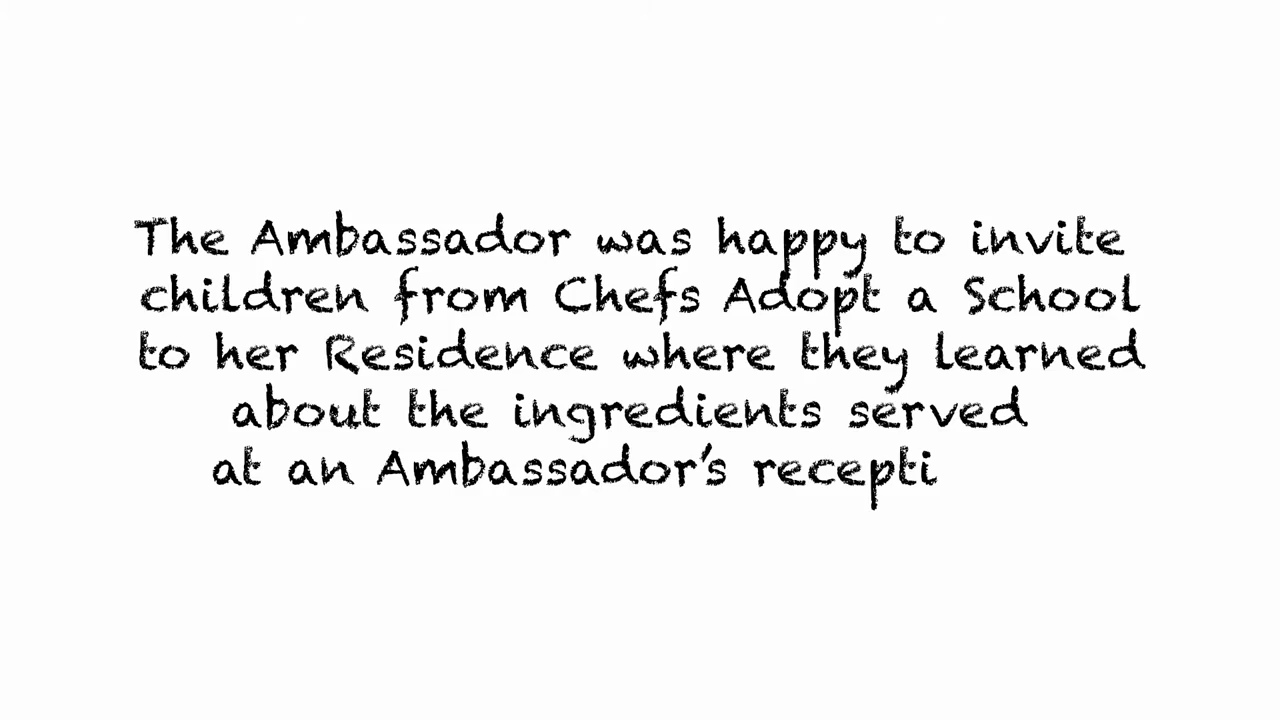 The Ambassador was happy to invite
children from Chefs Adopt a School
to her Residence where they learned
about the ingredients served
at an Ambassador's recepti